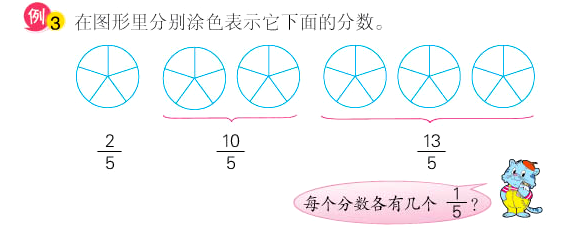 例3 在图形里分别涂色表示它下面的分数。
2/5 10/5 13/5
每个分数各有几个 1/5?